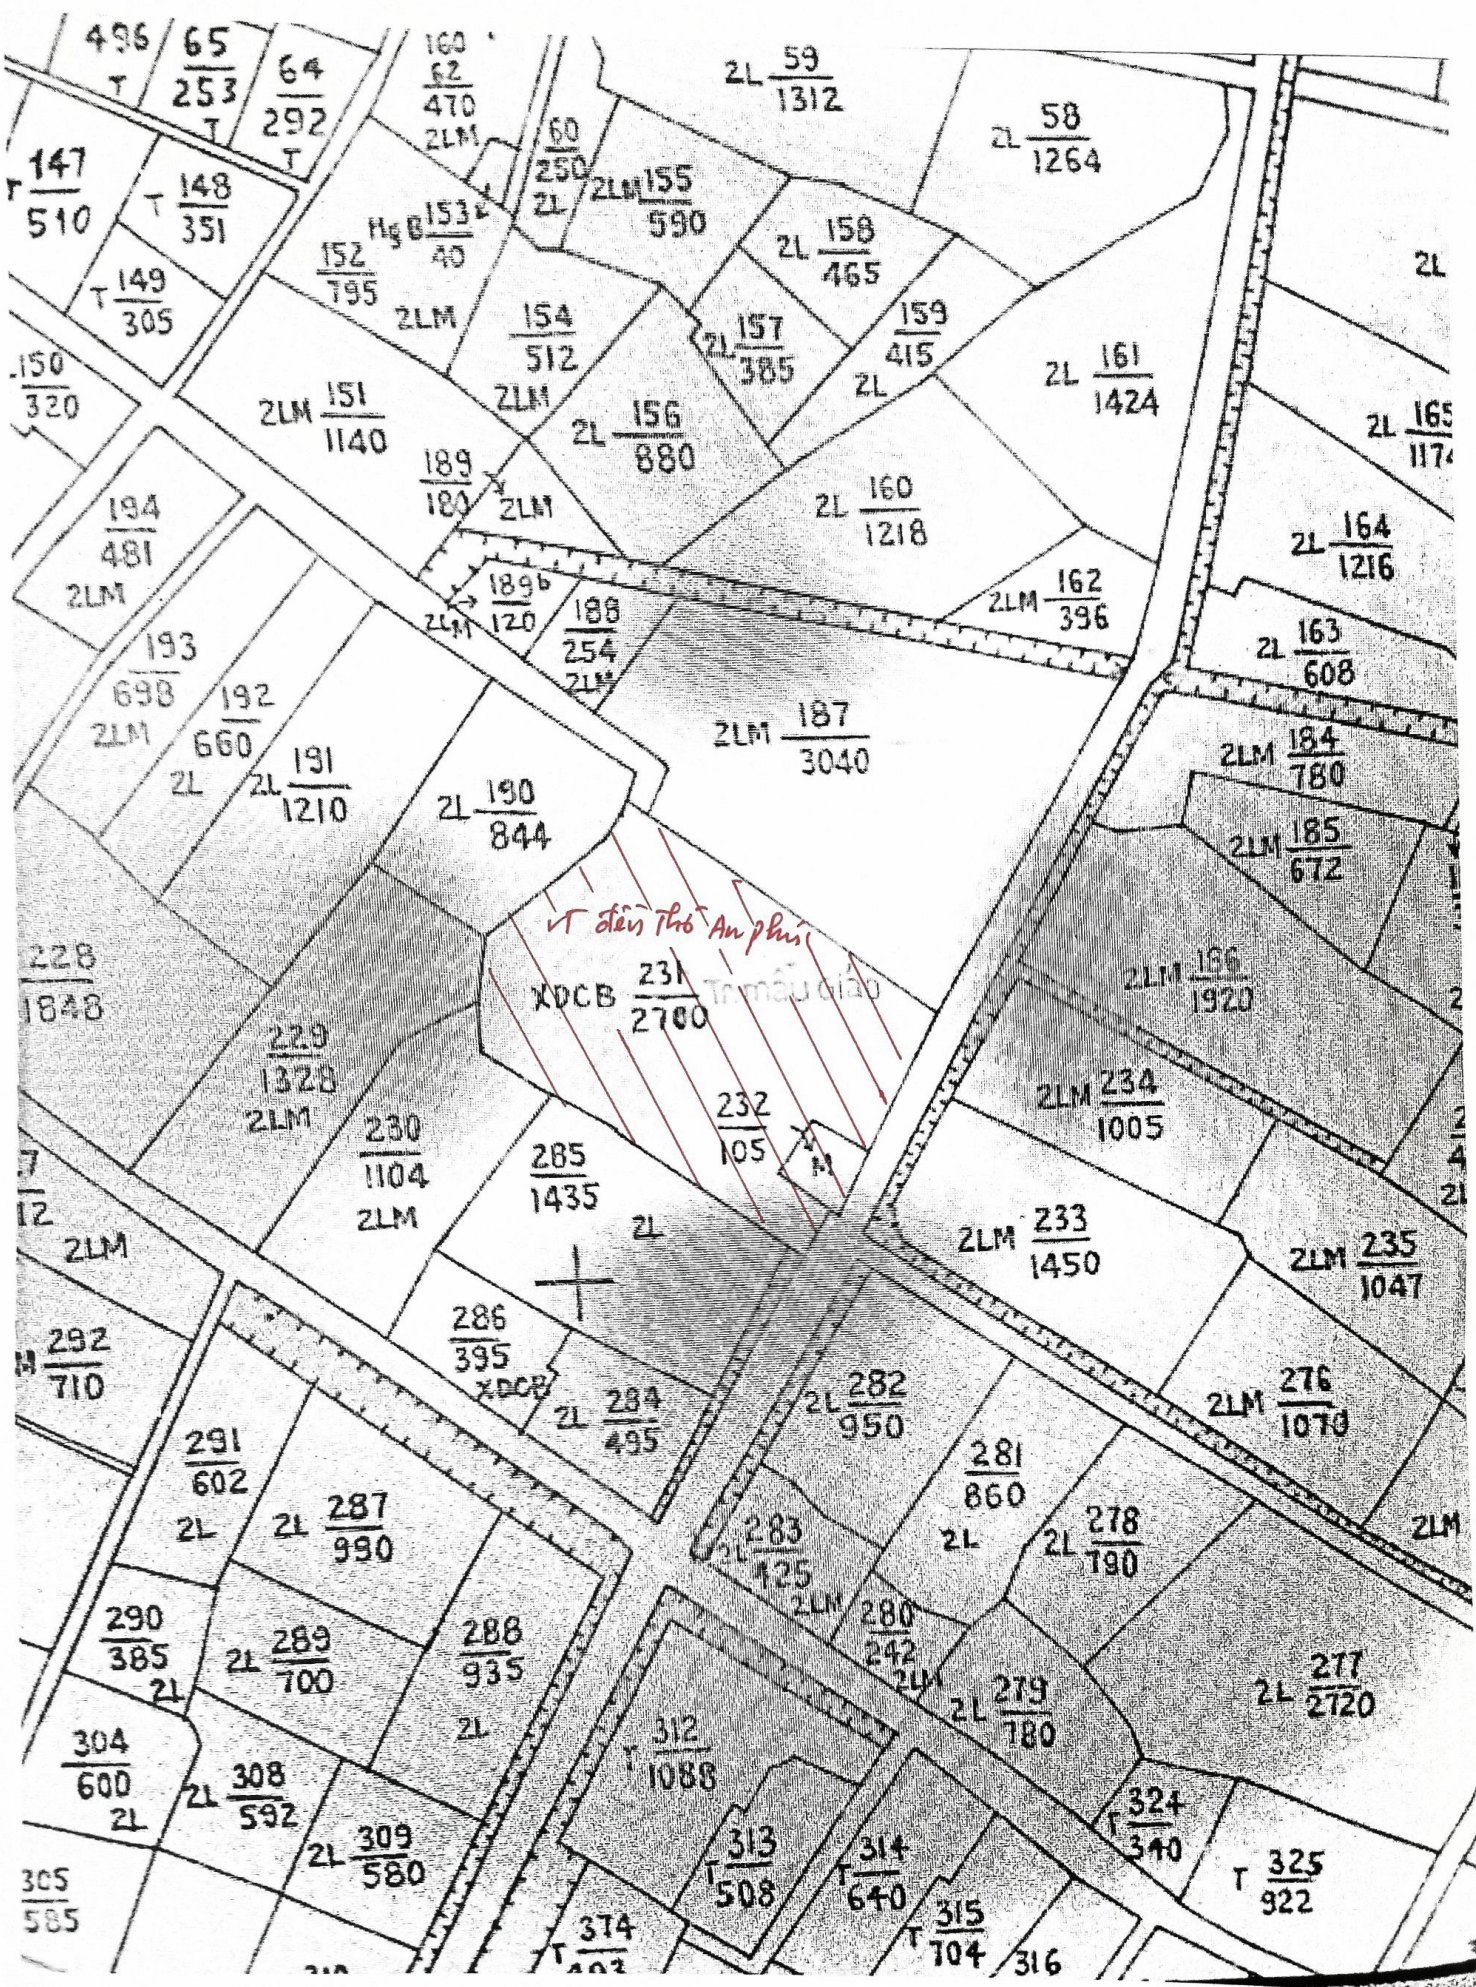 496
T
65
253
T
64
292
T
160
62
470
2LM
60
250
2L
2L 59
1312
2L 58
1264
147
510
T 148
351
T 149
305
150
320
152
795
2LM
153
40
2LM 155
590
2L 158
465
2L 157
385
159
415
2L
2L 161
1424
2L
154
512
2LM
2LM 151
1140
2L 156
880
189
180
2LM
2L 160
1218
2L 165
2L 164
1216
2LM 162
396
2L 163
608
194
481
2LM
193
698
2LM
192
660
2L
2L 191
1210
2L 190
844
2LM
189b
120
188
254
2LM
2LM 187
3040
2LM 184
780
2LM 185
672
2LM 186
1920
VT đền Thờ An phú
XDCB 231
2700
Tr.mẫu giáo
232
105
M
228
1848
229
1328
2LM
230
1104
2LM
285
1435
2L
2LM 234
1005
2LM 233
1450
2LM 235
1047
2LM
292
710
286
395
XDCB
2L 284
495
2L 282
950
2LM 276
1070
291
602
2L
2L 287
990
281
860
2L
2L 278
790
2LM
2L 283
425
2LM
280
242
2LM
290
385
2L
2L 289
700
288
935
2L
2L 279
780
2L 277
2720
304
600
2L
2L 308
592
T 312
1088
2L 309
580
T 313
508
T 314
640
T 324
340
T 325
922
305
585
T 374
T 315
704
316